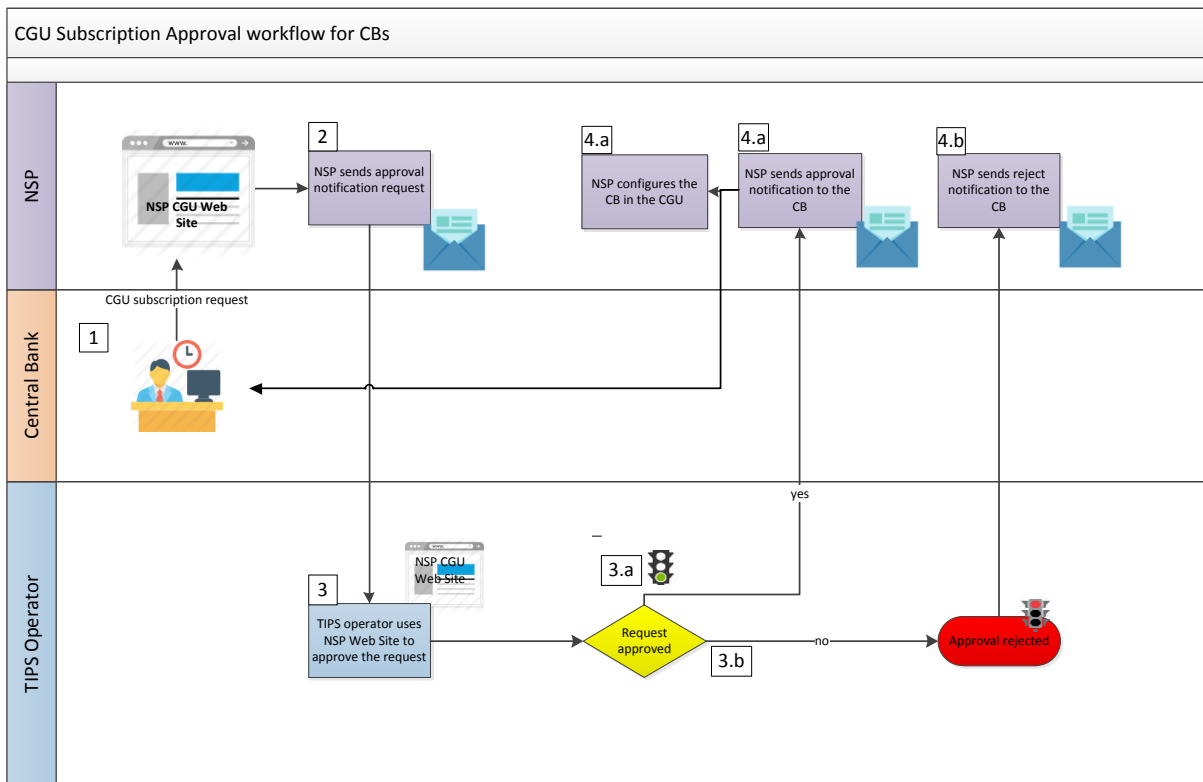 CGU Subscription Approval workflow for CBs
NSP
www.
NSP CGU Web
Site
2
NSP sends approval
notification request
4.a
NSP configures the
CB in the CGU
4.a
NSP sends approval
notification to the
CB
4.b
NSP sends reject
notification to the
CB
Central Bank
CGU subscription request
1
TIPS Operator
yes
www.
NSP CGU
Web Site
3
TIPS operator uses
NSP Web Site to
approve the request
3.a
Request
approved
3.b
no
Approval rejected